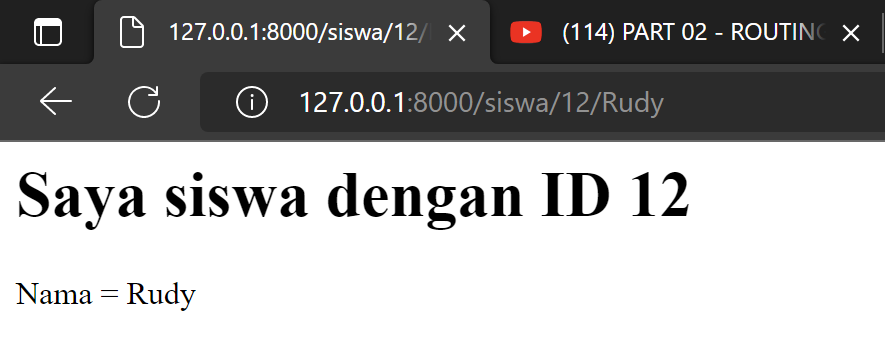 127.0.0.1:8000/siswa/12/
(114) PART 02 - ROUTING
127.0.0.1:8000/siswa/12/Rudy
Saya siswa dengan ID 12
Nama = Rudy